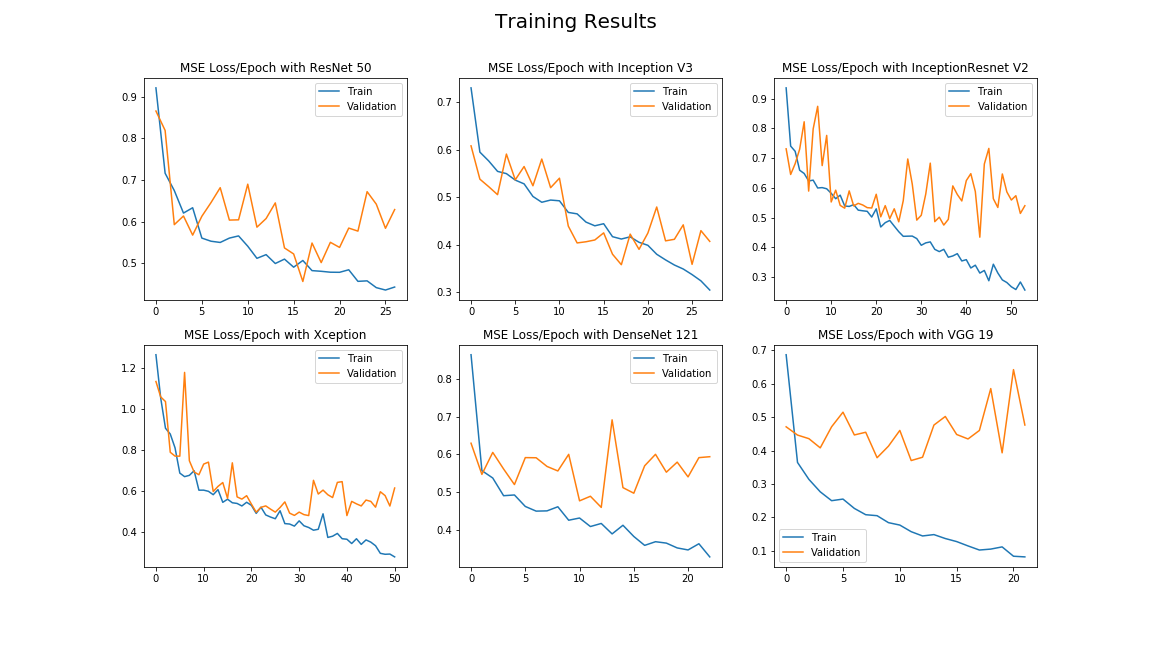 Training Results
MSE Loss/Epoch with ResNet 50
Train
Validation
0.9
0.8
0.7
0.6
0.5
0 5 10 15 20 25
MSE Loss/Epoch with Inception V3
Train
Validation
0.7
0.6
0.5
0.4
0.3
0 5 10 15 20 25
MSE Loss/Epoch with InceptionResnet V2
Train
Validation
0.9
0.8
0.7
0.6
0.5
0.4
0.3
0 10 20 30 40 50
MSE Loss/Epoch with Xception
Train
Validation
1.2
1.0
0.8
0.6
0.4
0 10 20 30 40 50
MSE Loss/Epoch with DenseNet 121
Train
Validation
0.8
0.7
0.6
0.5
0.4
0 5 10 15 20
MSE Loss/Epoch with VGG 19
0.7
0.6
0.5
0.4
0.3
0.2
0.1
Train
Validation
0 5 10 15 20